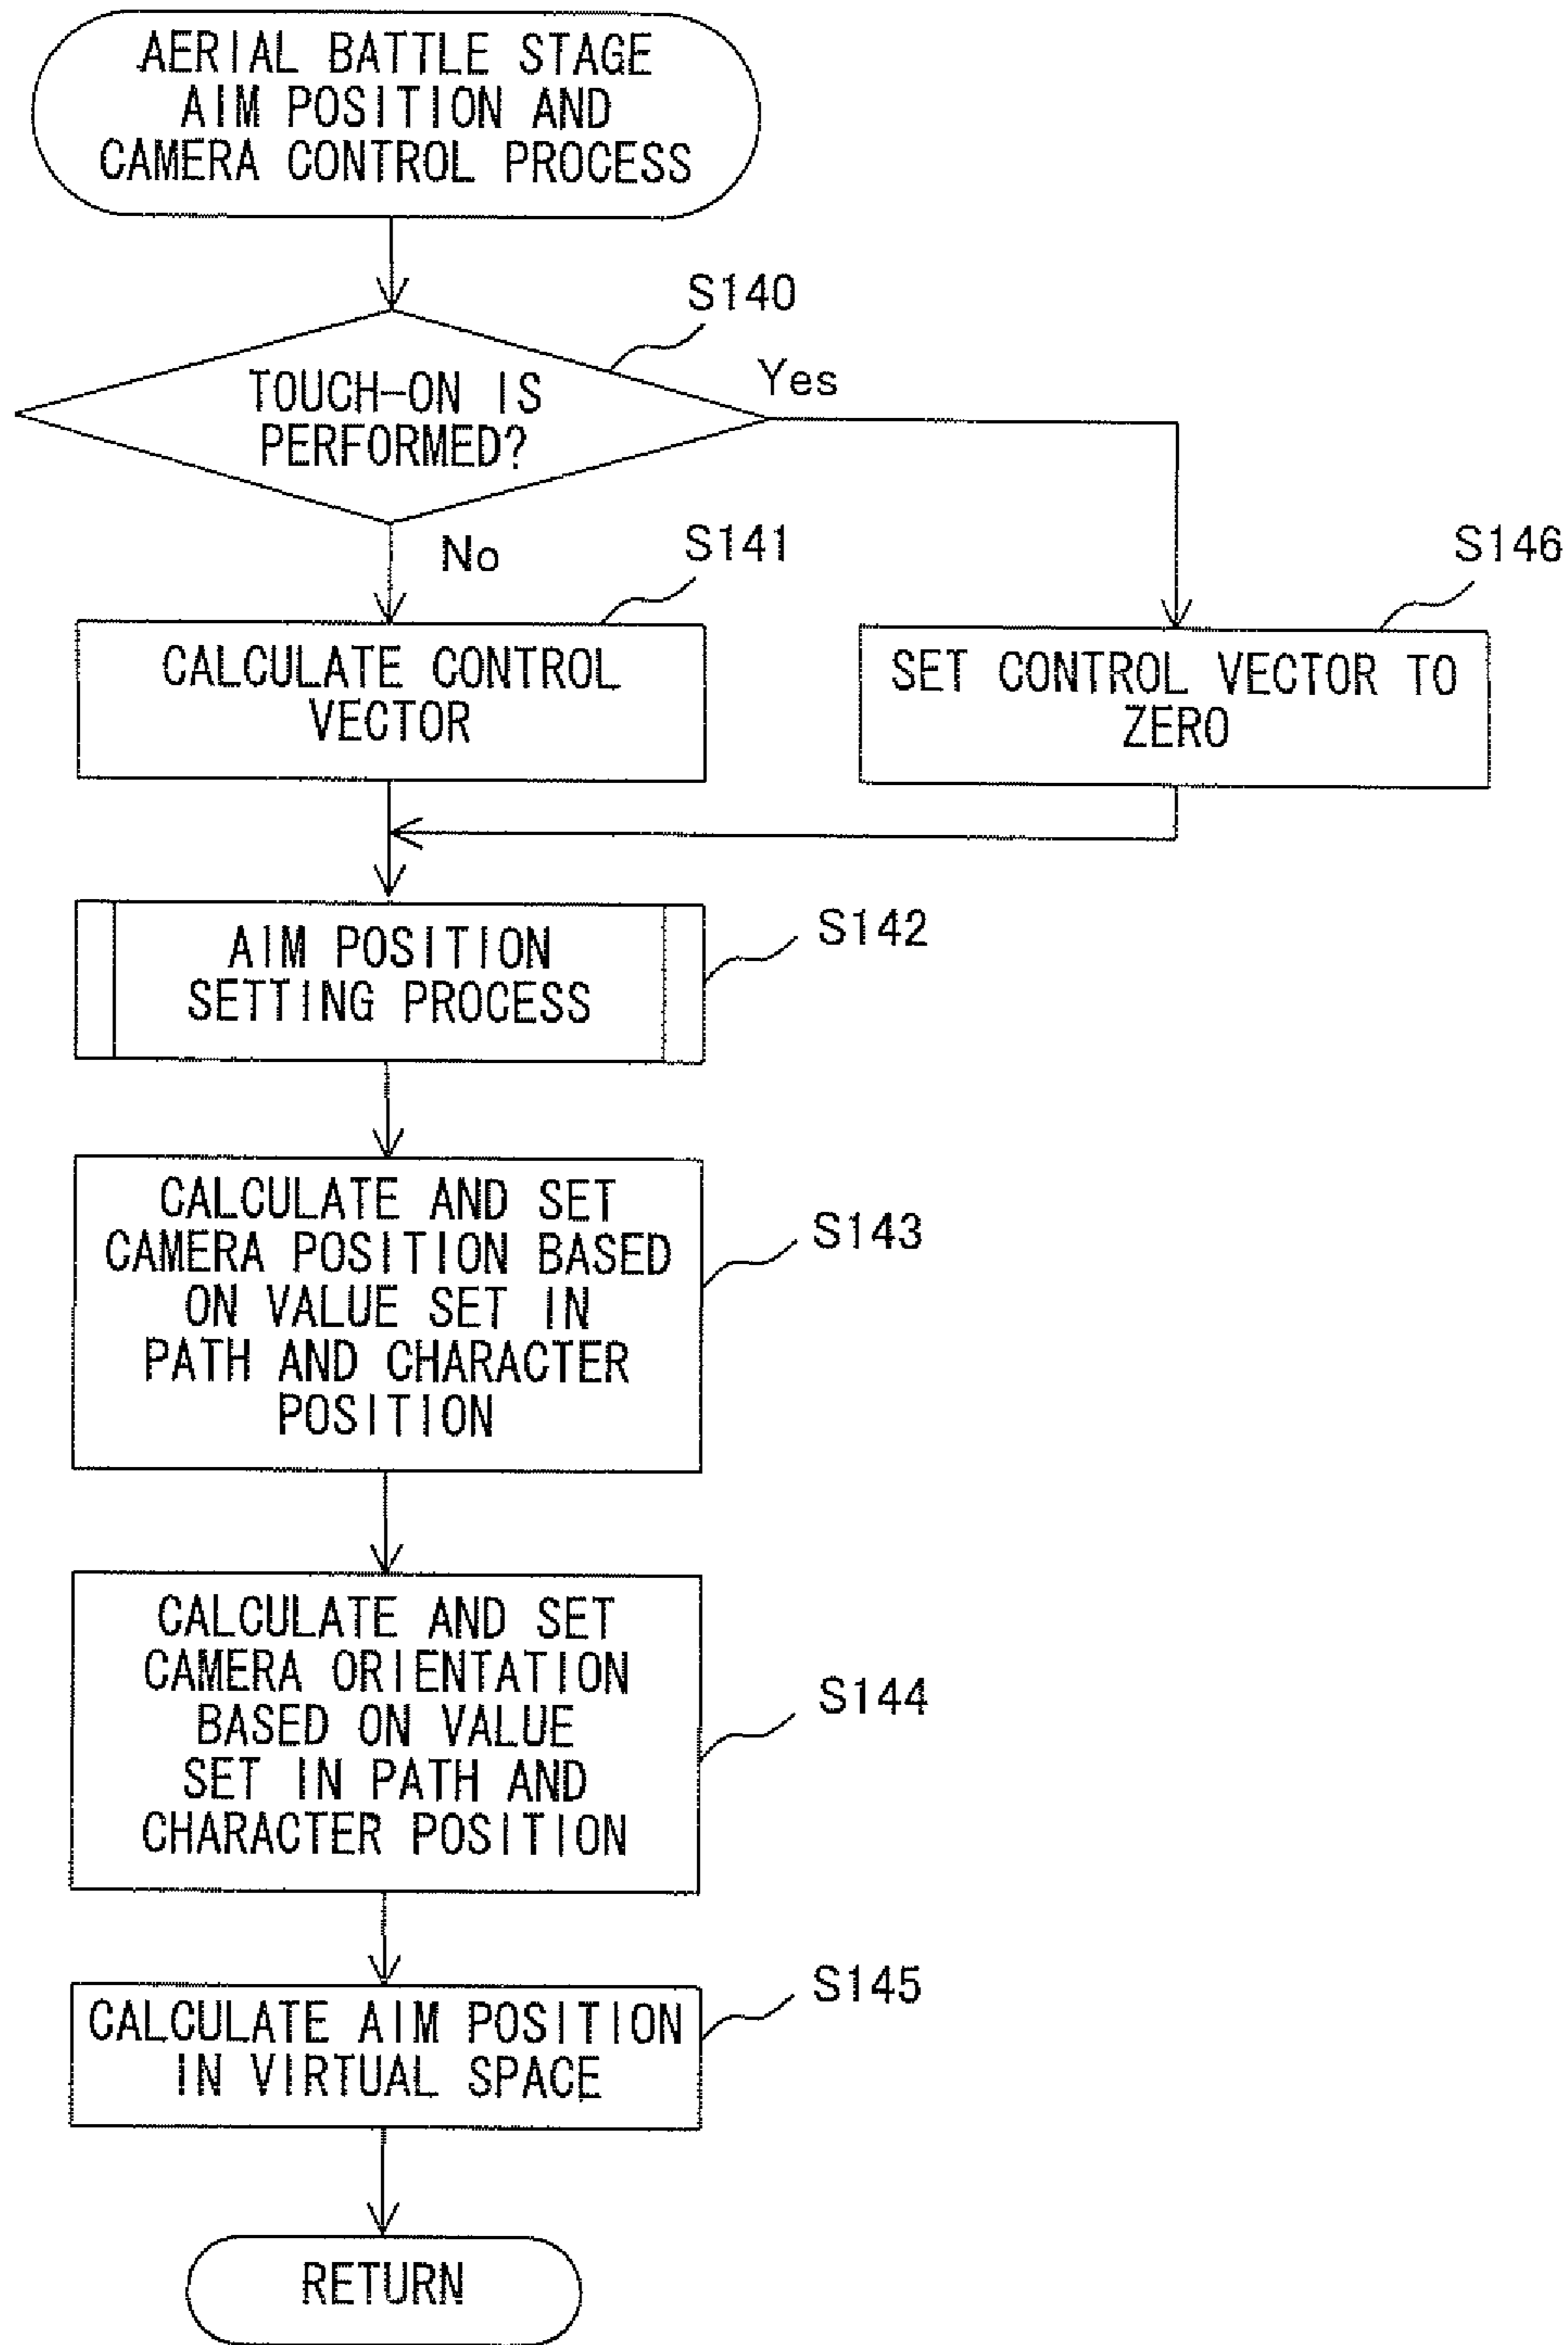 AERIAL BATTLE STAGE
AIM POSITION AND
CAMERA CONTROL PROCESS
S140
TOUCH-ON IS
PERFORMED?
Yes
No
S141
CALCULATE CONTROL
VECTOR
S146
SET CONTROL VECTOR TO
ZERO
AIM POSITION
SETTING PROCESS
S142
CALCULATE AND SET
CAMERA POSITION BASED
ON VALUE SET IN
PATH AND CHARACTER
POSITION
S143
CALCULATE AND SET
CAMERA ORIENTATION
BASED ON VALUE
SET IN PATH AND
CHARACTER POSITION
S144
CALCULATE AIM POSITION
IN VIRTUAL SPACE
S145
RETURN